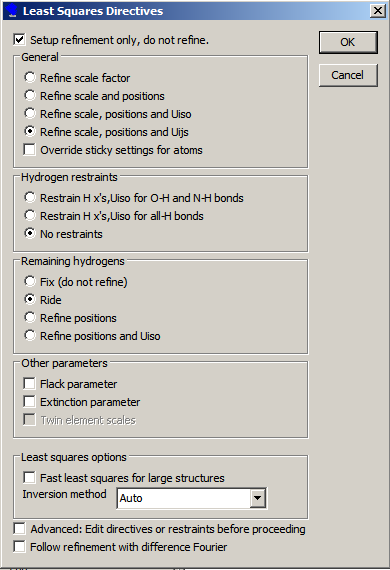 Least Squares Directives
Setup refinement only, do not refine.
OK
Cancel
General
Refine scale factor
Refine scale and positions
Refine scale, positions and Uiso
Refine scale, positions and Uijs
Override sticky settings for atoms
Hydrogen restraints
Restrain H x's,Uiso for O-H and N-H bonds
Restrain H x's,Uiso for all-H bonds
No restraints
Remaining hydrogens
Fix (do not refine)
Ride
Refine positions
Refine positions and Uiso
Other parameters
Flack parameter
Extinction parameter
Twin element scales
Least squares options
Fast least squares for large structures
Inversion method Auto
Advanced: Edit directives or restraints before proceeding
Follow refinement with difference Fourier